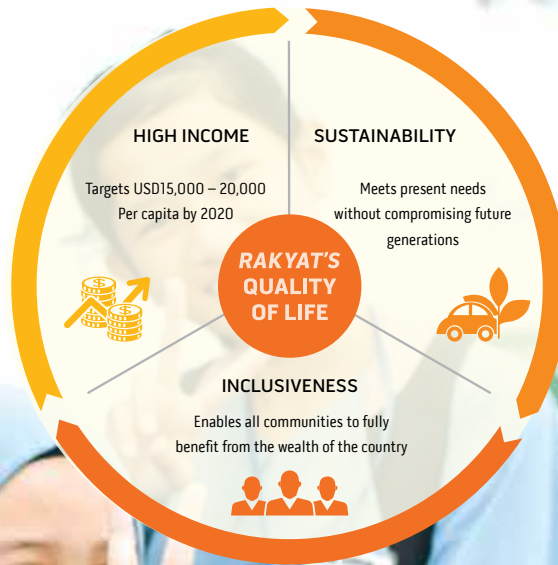 HIGH INCOME
Targets USD15,000 – 20,000
Per capita by 2020
SUSTAINABILITY
Meets present needs
without compromising future
generations
RAKYAT'S
QUALITY
OF LIFE
INCLUSIVENESS
Enables all communities to fully
benefit from the wealth of the country